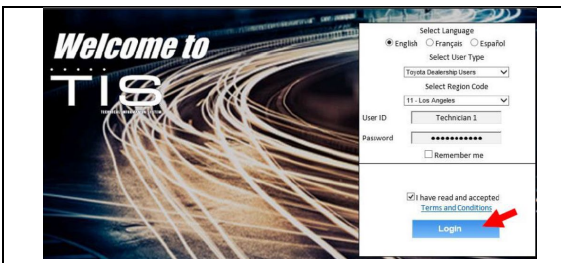 Welcome to
TIS
TECHNICAL INFORMATION SYSTEM
Select Language
English Français Español
Select User Type
Toyota Dealership Users
Select Region Code
11 - Los Angeles
User ID Technician 1
Password
Remember me
I have read and accepted
Terms and Conditions
Login